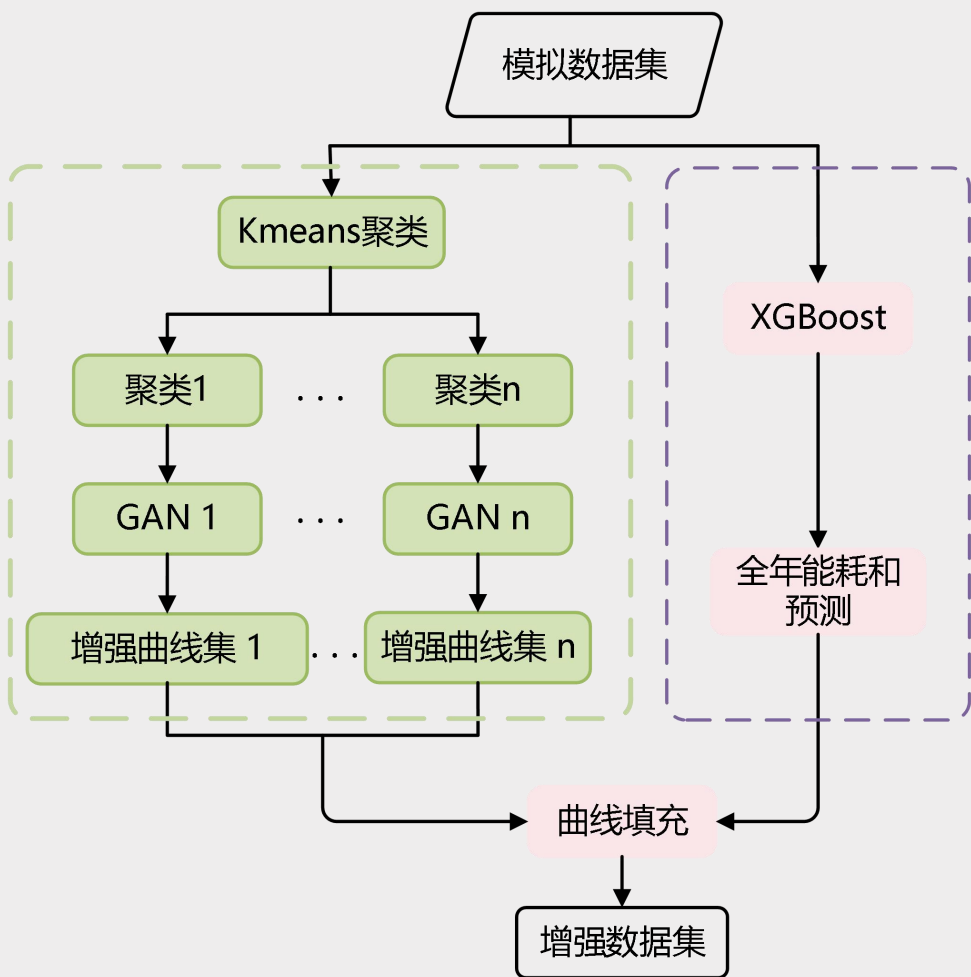 模拟数据集
Kmeans聚类
XGBoost
聚类1
. . .
聚类n
GAN 1
. . .
GAN n
全年能耗和
预测
增强曲线集 1
. . .
增强曲线集 n
曲线填充
增强数据集